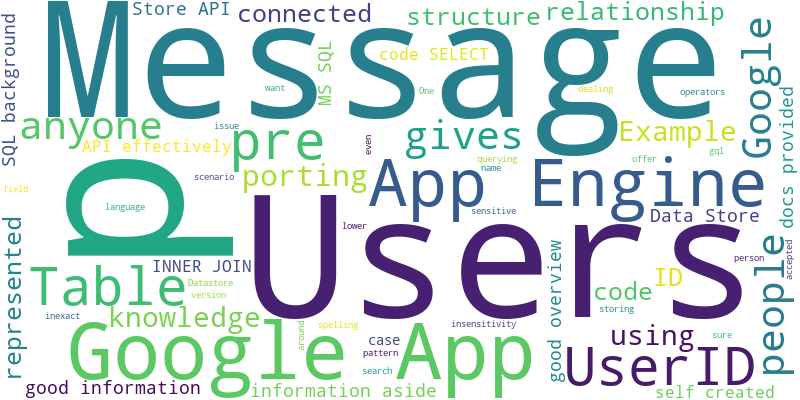 Store API
connected
structure
relationship
Message
SQL background
MS SQL
code SELECT
want
One
dealing
operators
Google
anyone
issue
API effectively
pre
even
gives
Example
docs provided
p
scenario
porting
App Engine
querying
name
offer
gql
field
language
sensitive
Data Store
accepted
represented
Users
lower
person
people
INNER JOIN
Table
Datastore
version
good overview
ID
code
storing
knowledge
inexact
spelling
around
insensitivity
Google App
case
pattern
search
using
sure
UserID
good information
information aside
self created